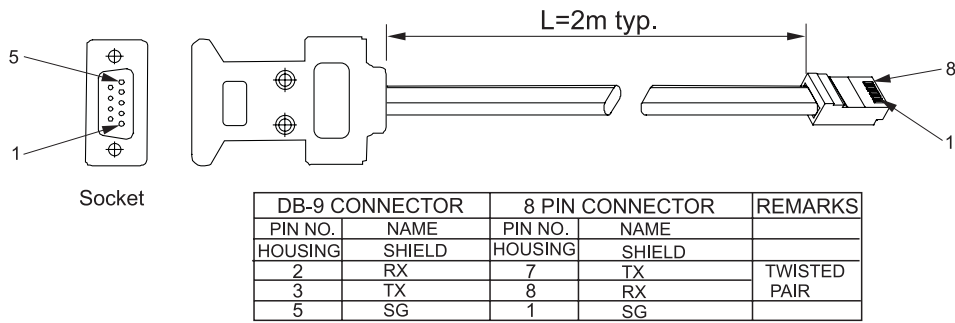 L=2m typ.
5
8
1
1
Socket
DB-9 CONNECTOR 8 PIN CONNECTOR REMARKS
PIN NO. NAME PIN NO. NAME
HOUSING SHIELD HOUSING SHIELD
2 RX 7 TX TWISTED
3 TX 8 RX PAIR
5 SG 1 SG